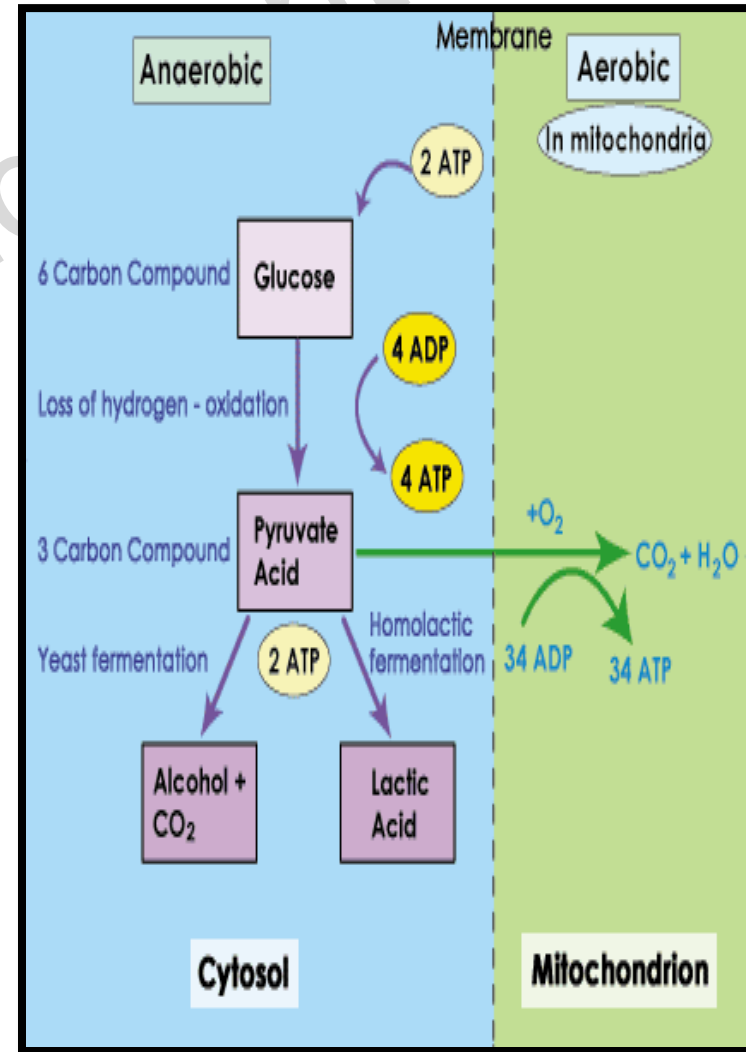 Membrane
Anaerobic
Aerobic
In mitochondria
2 ATP
6 Carbon Compound
Glucose
4 ADP
Loss of hydrogen - oxidation
4 ATP
+O₂
3 Carbon Compound
Pyruvate
Acid
CO₂ + H₂O
Yeast fermentation
2 ATP
Homolactic
fermentation
34 ADP
34 ATP
Alcohol +
CO₂
Lactic
Acid
Cytosol
Mitochondrion